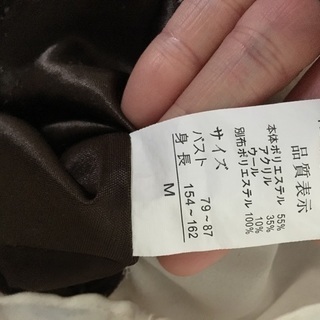 品質表示
本体ポリエステル 55%
アクリル 35%
ウール 10%
別布ポリエステル 100%
サイズ
バスト 79～87
身長 154～162
M